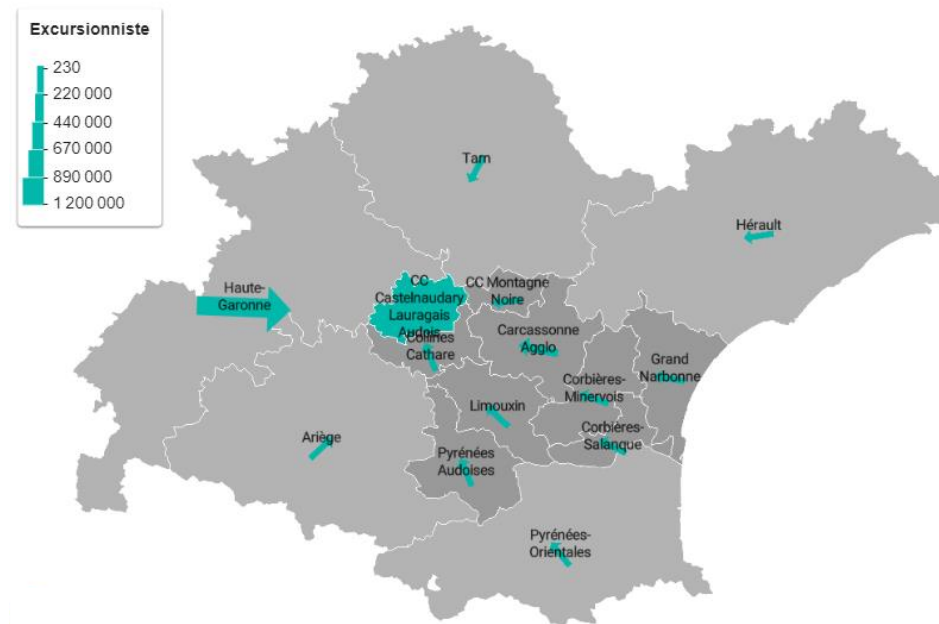 Excursionniste
230
220 000
440 000
670 000
890 000
1 200 000
Tarn
Hérault
Haute-
Garonne
CC
Castelnaudary
Lauragais
Audois
CC Montagne
Noire
Collines
Cathare
Carcassonne
Agglo
Grand
Narbonne
Corbières-
Minervois
Limouxin
Corbières-
Salanque
Ariège
Pyrénées
Audoises
Pyrénées-
Orientales